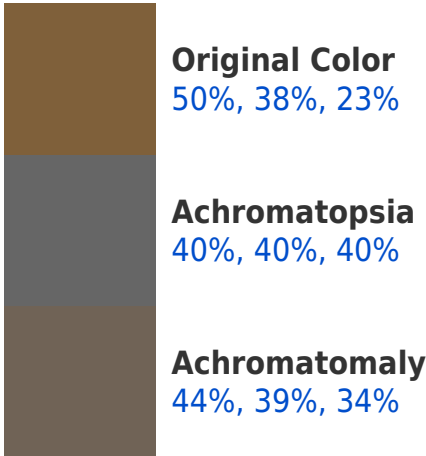 Original Color
50%, 38%, 23%
Achromatopsia
40%, 40%, 40%
Achromatomaly
44%, 39%, 34%